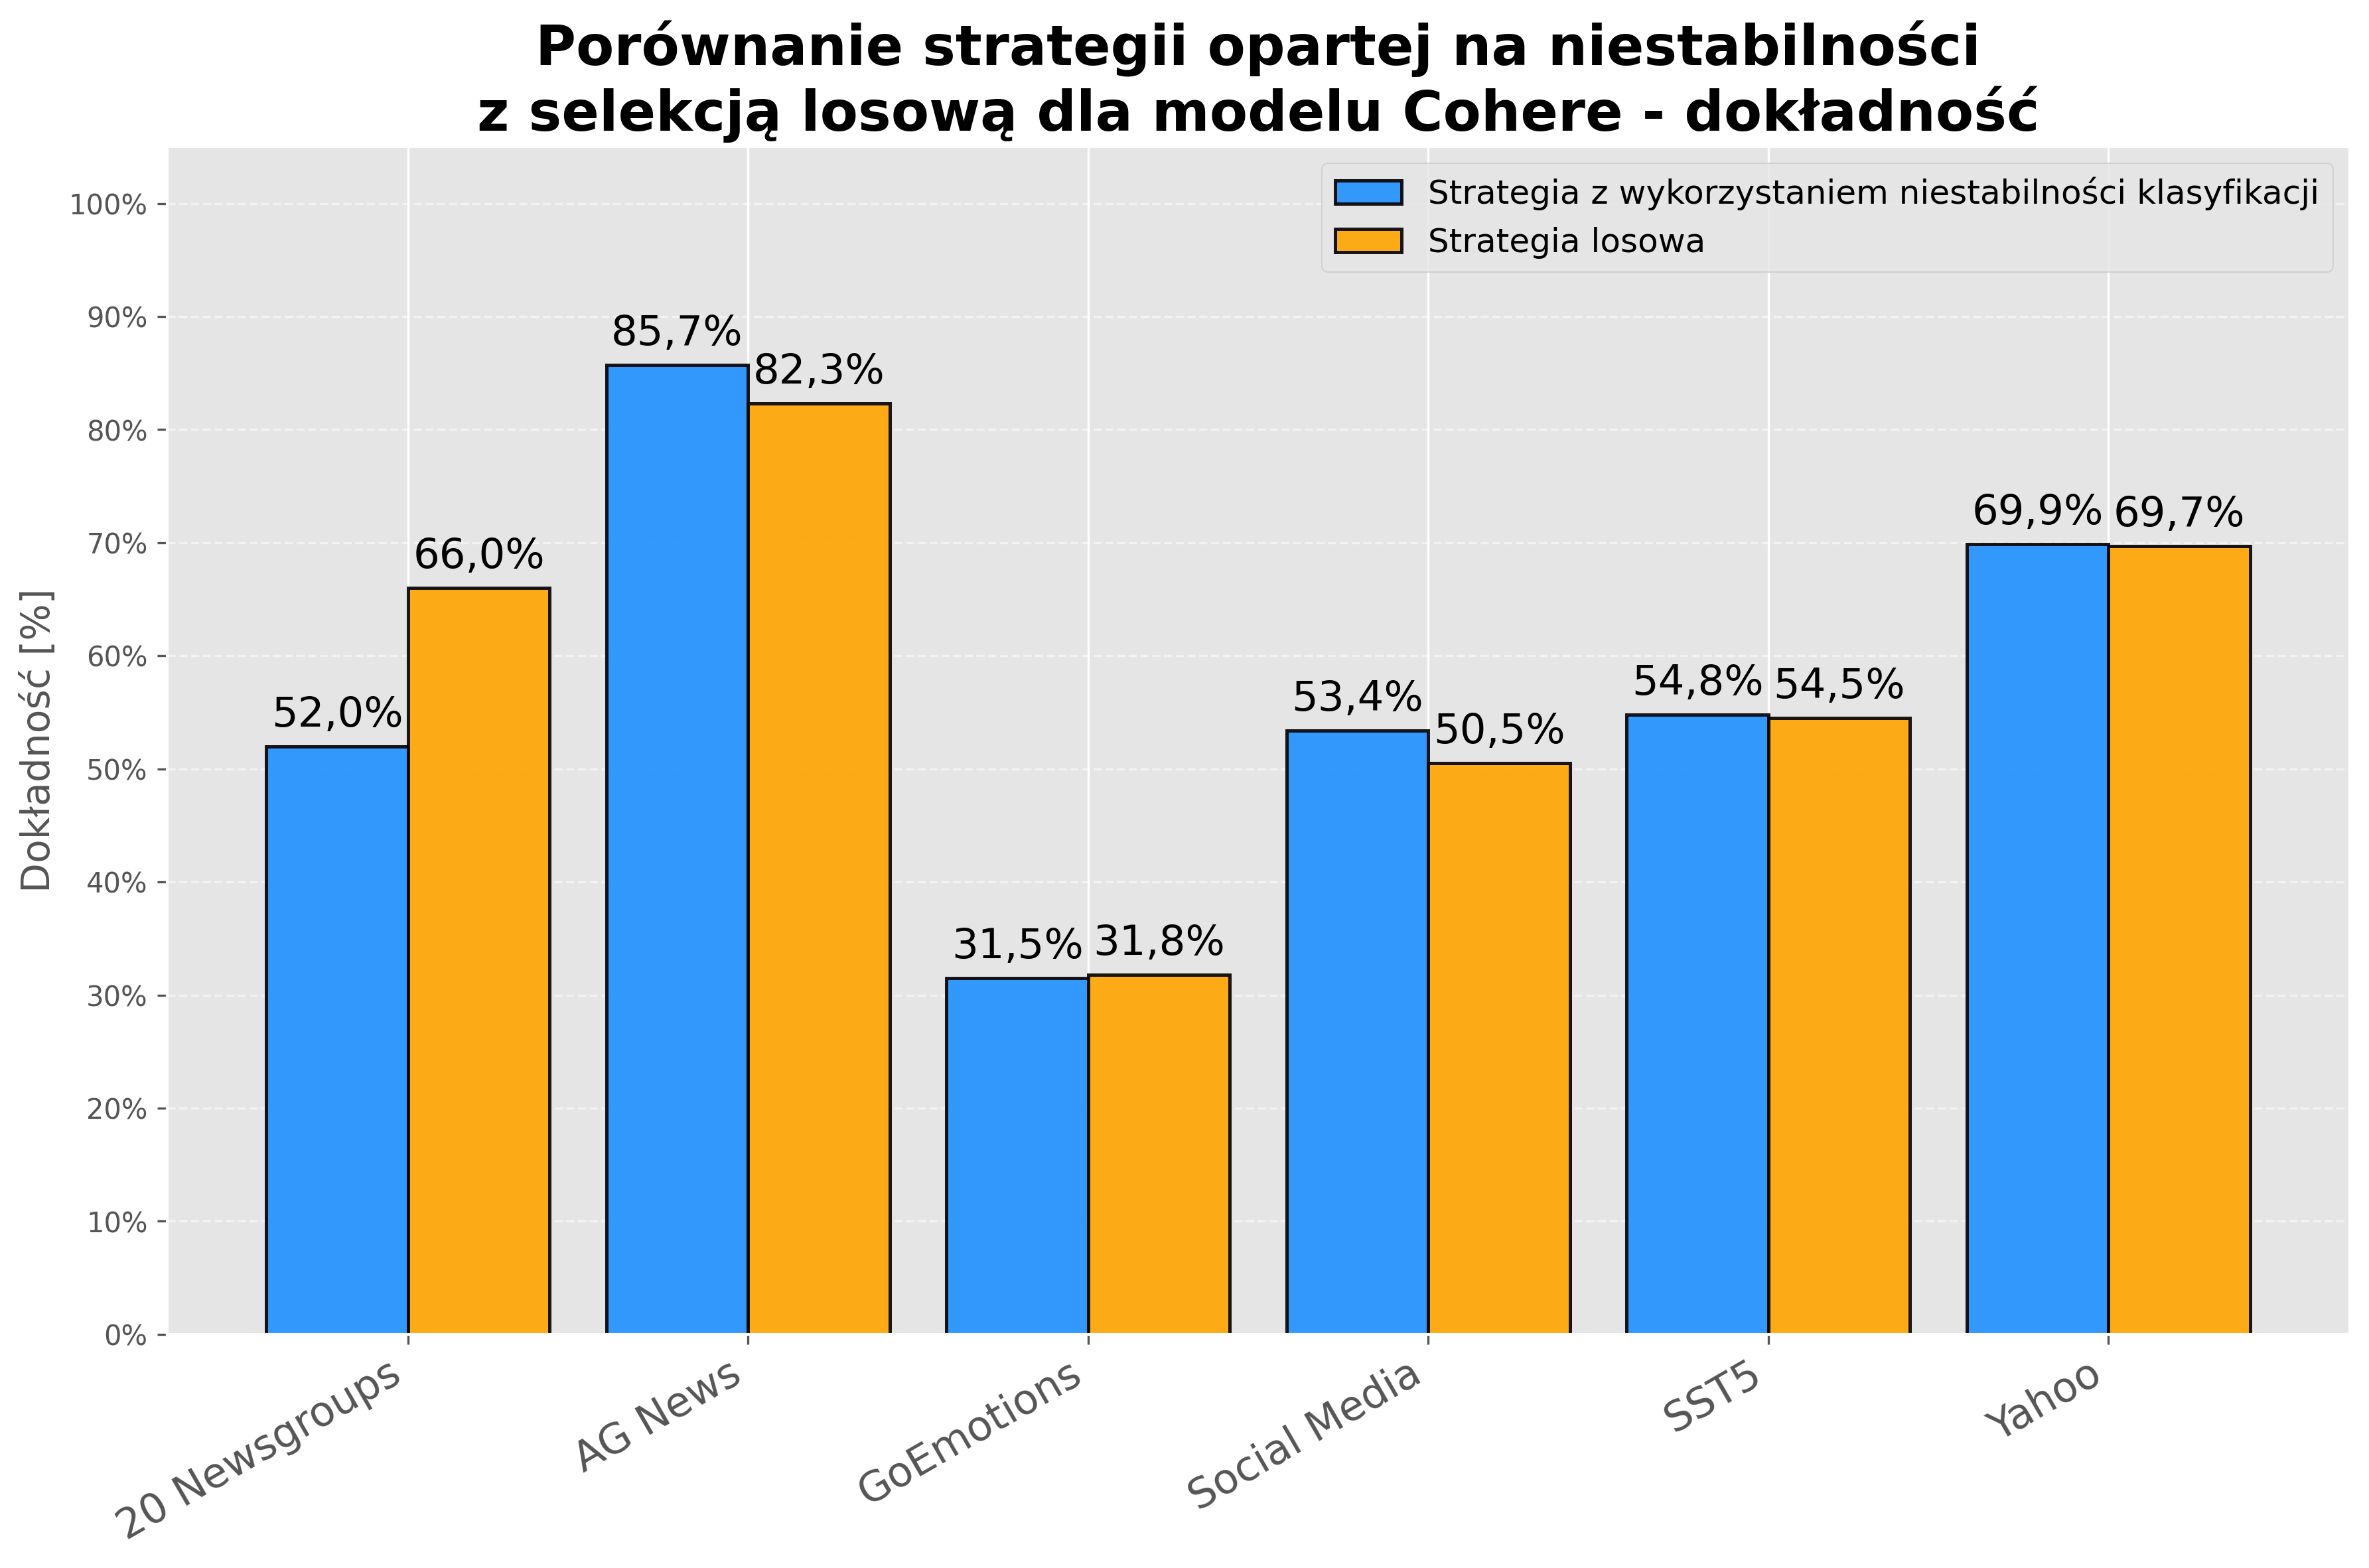 Porównanie strategii opartej na niestabilności
z selekcją losową dla modelu Cohere - dokładność
Strategia z wykorzystaniem niestabilności klasyfikacji
Strategia losowa
Dokładność [%]
100%
90%
80%
70%
60%
50%
40%
30%
20%
10%
0%
52,0%
66,0%
85,7%
82,3%
31,5%
31,8%
53,4%
50,5%
54,8%
54,5%
69,9%
69,7%
20 Newsgroups
AG News
GoEmotions
Social Media
SST5
Yahoo